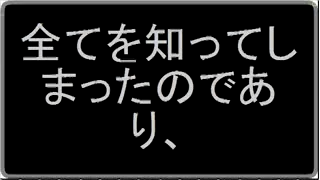 全てを知ってし
まったのであ
り、